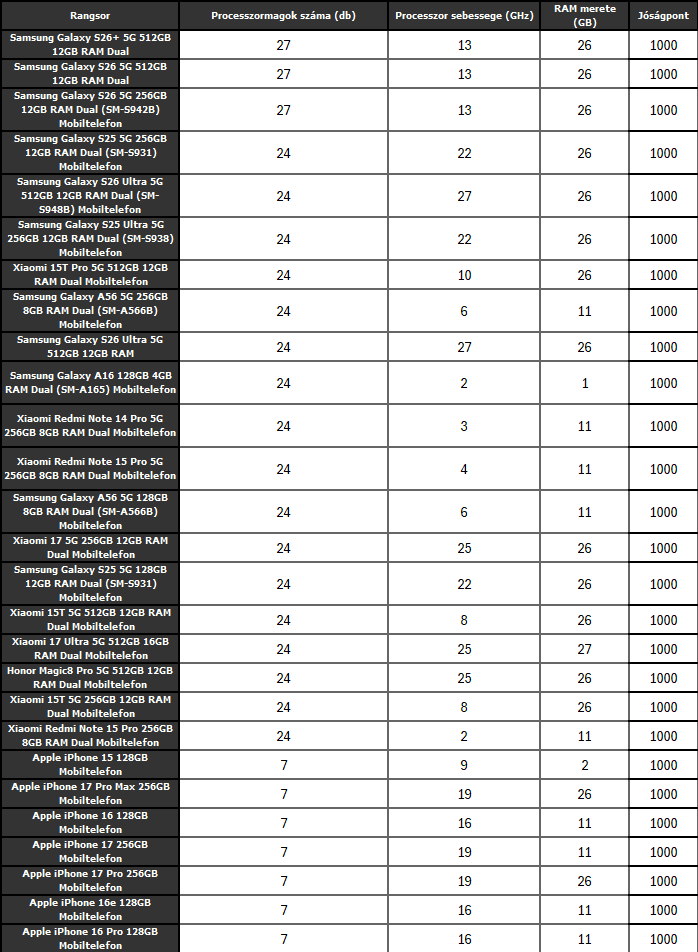 Rangsor Processzormagok száma (db) Processzor sebessege (GHz) RAM merete (GB) Jóságpont
Samsung Galaxy S26+ 5G 512GB 12GB RAM Dual 27 13 26 1000
Samsung Galaxy S26 5G 512GB 12GB RAM Dual 27 13 26 1000
Samsung Galaxy S26 5G 256GB 12GB RAM Dual (SM-S942B) Mobiltelefon 27 13 26 1000
Samsung Galaxy S25 5G 256GB 12GB RAM Dual (SM-S931) Mobiltelefon 24 22 26 1000
Samsung Galaxy S26 Ultra 5G 512GB 12GB RAM Dual (SM-S948B) Mobiltelefon 24 27 26 1000
Samsung Galaxy S25 Ultra 5G 256GB 12GB RAM Dual (SM-S938) Mobiltelefon 24 22 26 1000
Xiaomi 15T Pro 5G 512GB 12GB RAM Dual Mobiltelefon 24 10 26 1000
Samsung Galaxy A56 5G 256GB 8GB RAM Dual (SM-A566B) Mobiltelefon 24 6 11 1000
Samsung Galaxy S26 Ultra 5G 512GB 12GB RAM 24 27 26 1000
Samsung Galaxy A16 128GB 4GB RAM Dual (SM-A165) Mobiltelefon 24 2 1 1000
Xiaomi Redmi Note 14 Pro 5G 256GB 8GB RAM Dual Mobiltelefon 24 3 11 1000
Xiaomi Redmi Note 15 Pro 5G 256GB 8GB RAM Dual Mobiltelefon 24 4 11 1000
Samsung Galaxy A56 5G 128GB 8GB RAM Dual (SM-A566B) Mobiltelefon 24 6 11 1000
Xiaomi 17 5G 256GB 12GB RAM Dual Mobiltelefon 24 25 26 1000
Samsung Galaxy S25 5G 128GB 12GB RAM Dual (SM-S931) Mobiltelefon 24 22 26 1000
Xiaomi 15T 5G 512GB 12GB RAM Dual Mobiltelefon 24 8 26 1000
Xiaomi 17 Ultra 5G 512GB 16GB RAM Dual Mobiltelefon 24 25 27 1000
Honor Magic8 Pro 5G 512GB 12GB RAM Dual Mobiltelefon 24 25 26 1000
Xiaomi 15T 5G 256GB 12GB RAM Dual Mobiltelefon 24 8 26 1000
Xiaomi Redmi Note 15 Pro 256GB 8GB RAM Dual Mobiltelefon 24 2 11 1000
Apple iPhone 15 128GB Mobiltelefon 7 9 2 1000
Apple iPhone 17 Pro Max 256GB Mobiltelefon 7 19 26 1000
Apple iPhone 16 128GB Mobiltelefon 7 16 11 1000
Apple iPhone 17 256GB Mobiltelefon 7 19 11 1000
Apple iPhone 17 Pro 256GB Mobiltelefon 7 19 26 1000
Apple iPhone 16e 128GB Mobiltelefon 7 16 11 1000
Apple iPhone 16 Pro 128GB Mobiltelefon 7 16 11 1000